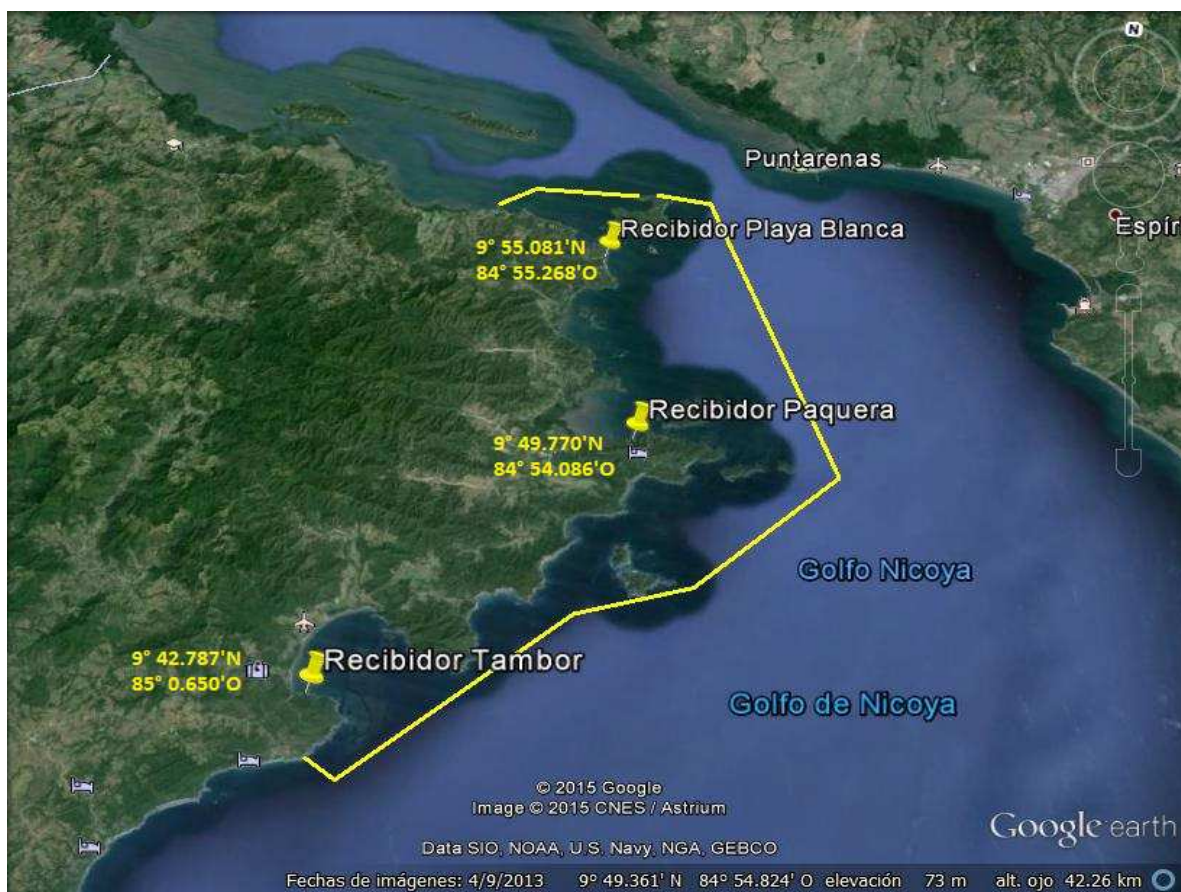 N
Puntarenas
Recibidor Playa Blanca
Espír
9° 55.081'N
84° 55.268'O
Recibidor Paquera
9° 49.770'N
84° 54.086'O
Golfo Nicoya
9° 42.787'N
85° 0.650'O
Recibidor Tambor
Golfo de Nicoya
© 2015 Google
Image © 2015 CNES / Astrium
Data SIO, NOAA, U.S. Navy, NGA, GEBCO
Google earth
Fechas de imágenes: 4/9/2013 9° 49.361' N 84° 54.824' O elevación 73 m alt. ojo 42.26 km